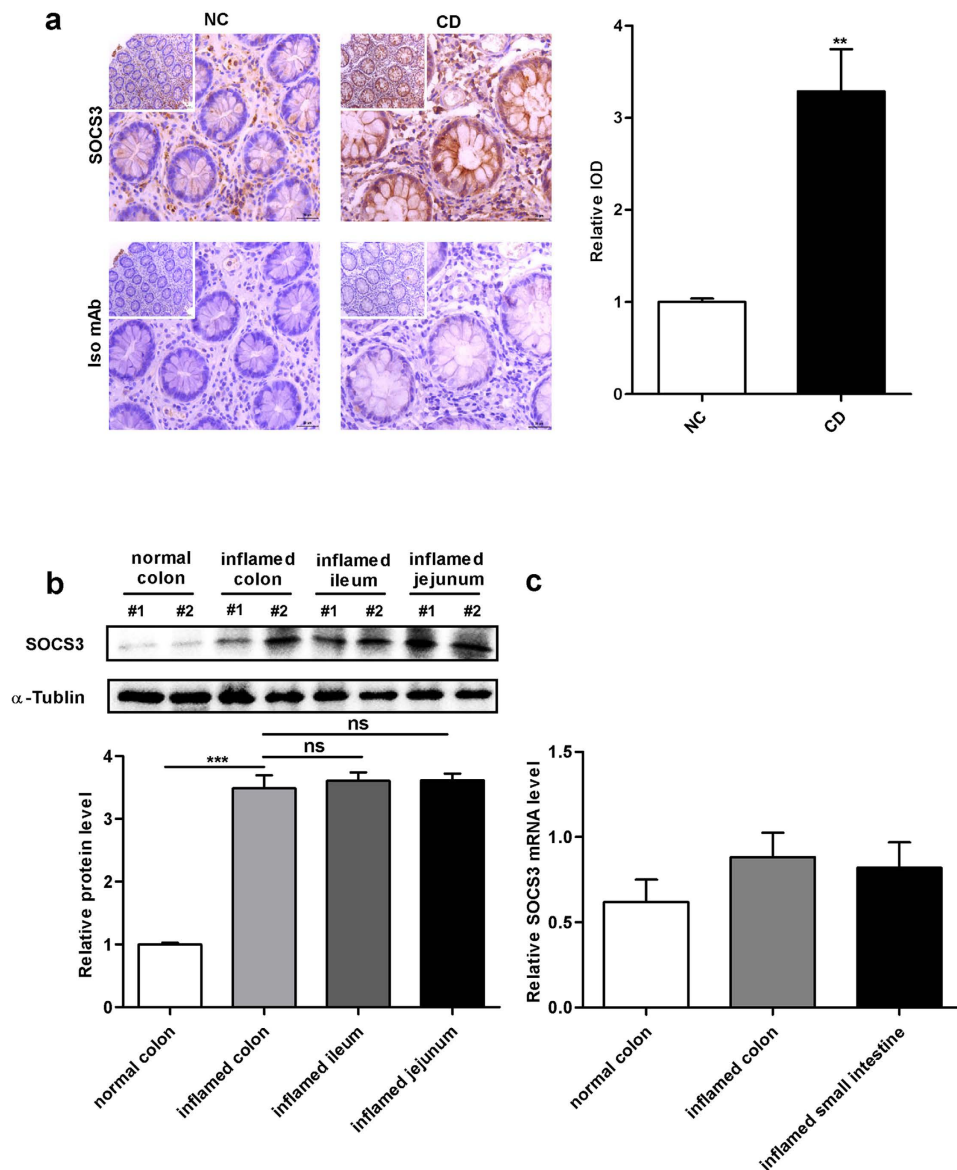 a
NC
CD
SOCS3
Iso mAb
Relative IOD
4
3
2
1
0
**
NC
CD
b
normal colon
inflamed colon
inflamed ileum
inflamed jejunum
#1 #2 #1 #2 #1 #2 #1 #2
SOCS3
α-Tublin
Relative protein level
4
3
2
1
0
***
ns
ns
normal colon
inflamed colon
inflamed ileum
inflamed jejunum
c
Relative SOCS3 mRNA level
1.5
1.0
0.5
0.0
normal colon
inflamed colon
inflamed small intestine